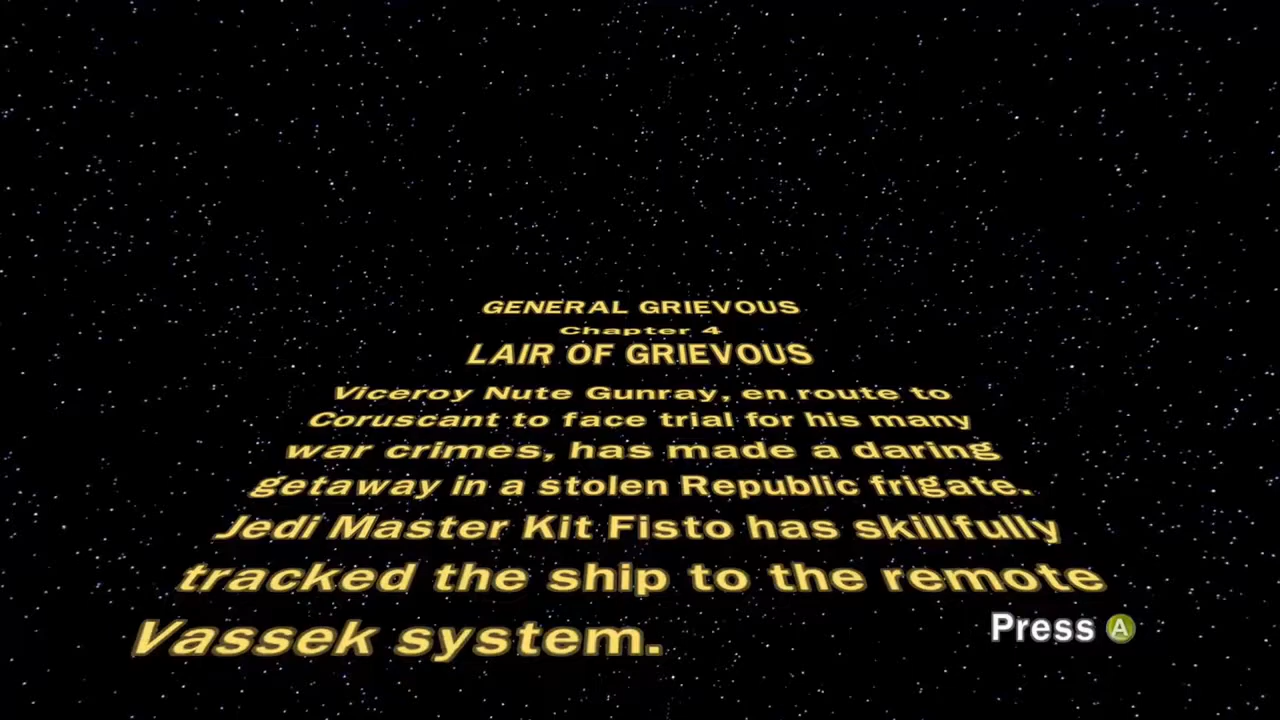 GENERAL GRIEVOUS
Chapter 4
LAIR OF GRIEVOUS
Viceroy Nute Gunray, en route to
Coruscant to face trial for his many
war crimes, has made a daring
getaway in a stolen Republic frigate.
Jedi Master Kit Fisto has skillfully
tracked the ship to the remote
Vassek system.
Press A